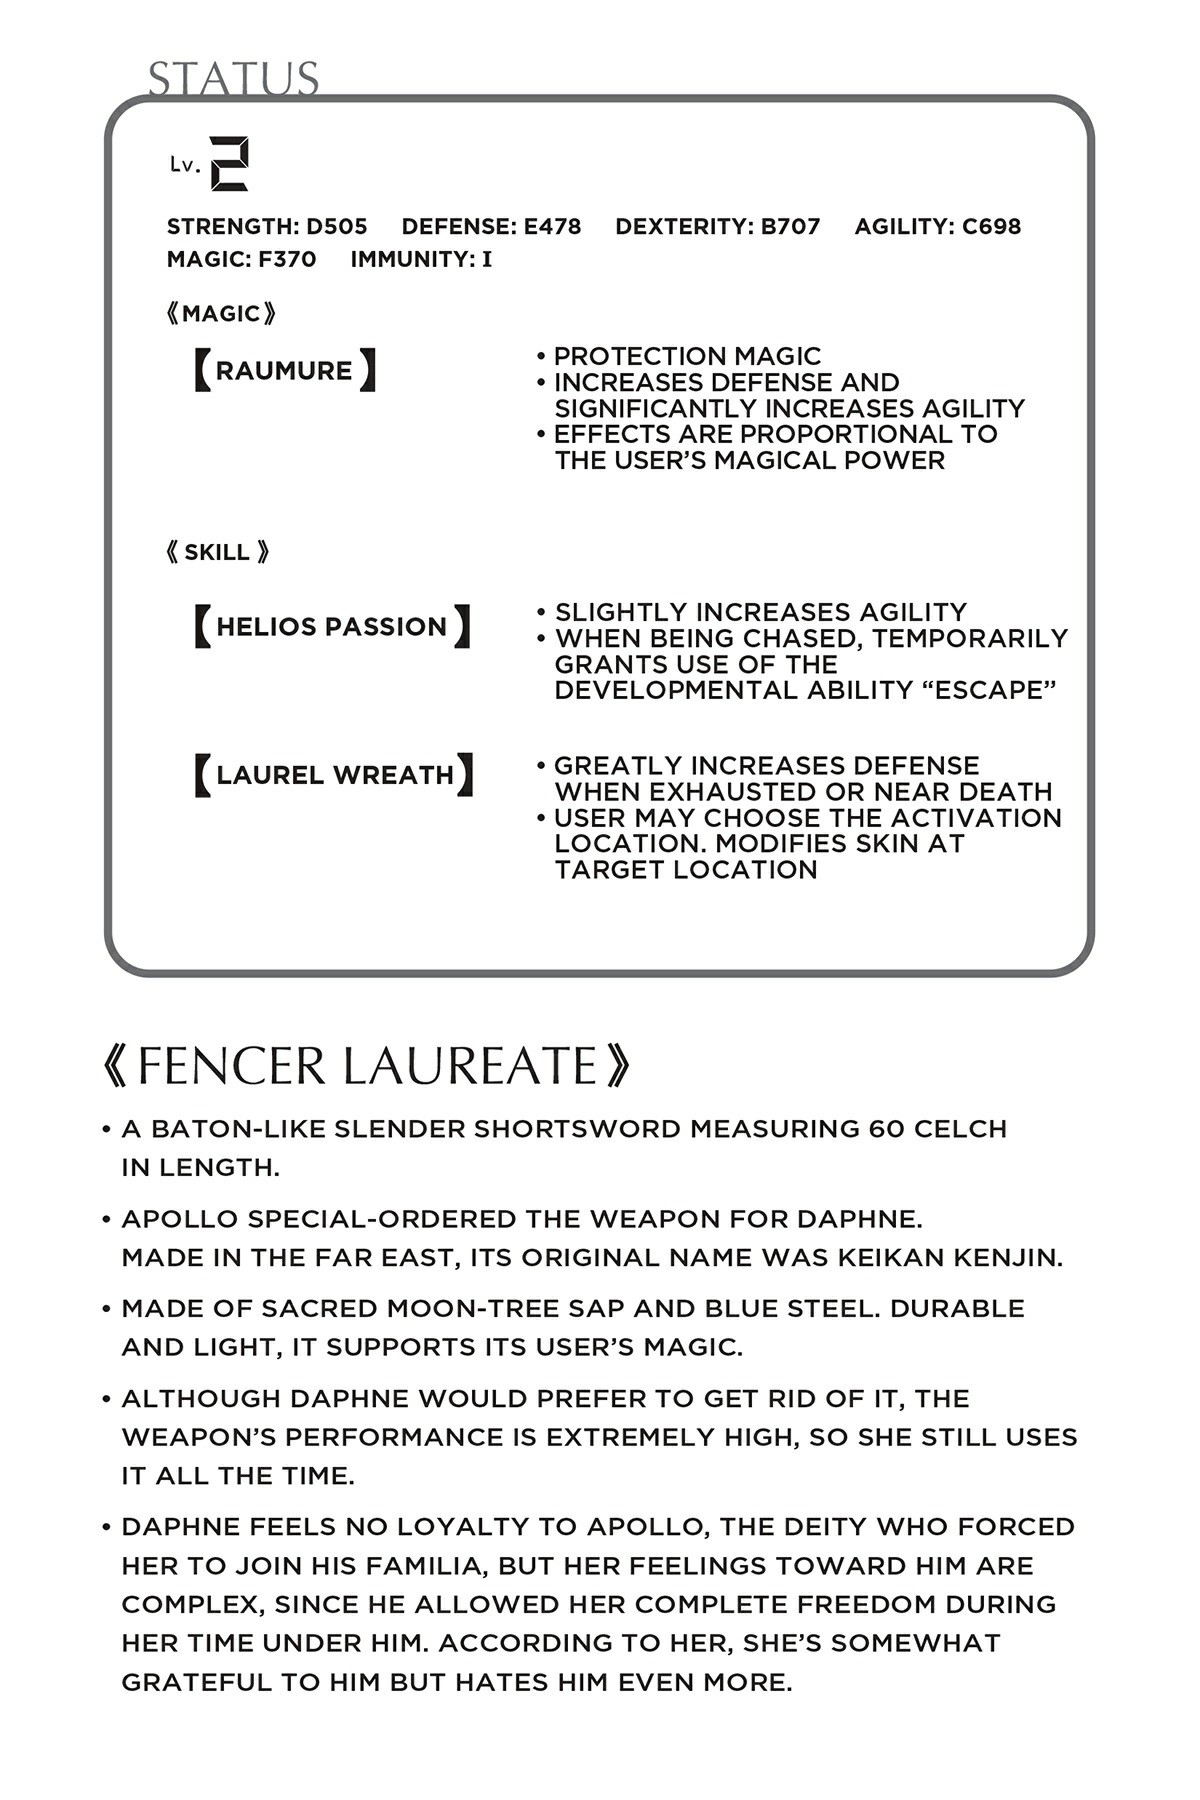 STATUS
Lv. 2
STRENGTH: D505 DEFENSE: E478 DEXTERITY: B707 AGILITY: C698
MAGIC: F370 IMMUNITY: I
《MAGIC》
【RAUMURE】
• PROTECTION MAGIC
• INCREASES DEFENSE AND
SIGNIFICANTLY INCREASES AGILITY
• EFFECTS ARE PROPORTIONAL TO
THE USER’S MAGICAL POWER
《SKILL》
【HELIOS PASSION】
• SLIGHTLY INCREASES AGILITY
• WHEN BEING CHASED, TEMPORARILY
GRANTS USE OF THE
DEVELOPMENTAL ABILITY “ESCAPE”
【LAUREL WREATH】
• GREATLY INCREASES DEFENSE
WHEN EXHAUSTED OR NEAR DEATH
• USER MAY CHOOSE THE ACTIVATION
LOCATION. MODIFIES SKIN AT
TARGET LOCATION
《FENCER LAUREATE》
• A BATON-LIKE SLENDER SHORTSWORD MEASURING 60 CELCH
IN LENGTH.
• APOLLO SPECIAL-ORDERED THE WEAPON FOR DAPHNE.
MADE IN THE FAR EAST, ITS ORIGINAL NAME WAS KEIKAN KENJIN.
• MADE OF SACRED MOON-TREE SAP AND BLUE STEEL. DURABLE
AND LIGHT, IT SUPPORTS ITS USER’S MAGIC.
• ALTHOUGH DAPHNE WOULD PREFER TO GET RID OF IT, THE
WEAPON’S PERFORMANCE IS EXTREMELY HIGH, SO SHE STILL USES
IT ALL THE TIME.
• DAPHNE FEELS NO LOYALTY TO APOLLO, THE DEITY WHO FORCED
HER TO JOIN HIS FAMILIA, BUT HER FEELINGS TOWARD HIM ARE
COMPLEX, SINCE HE ALLOWED HER COMPLETE FREEDOM DURING
HER TIME UNDER HIM. ACCORDING TO HER, SHE’S SOMEWHAT
GRATEFUL TO HIM BUT HATES HIM EVEN MORE.